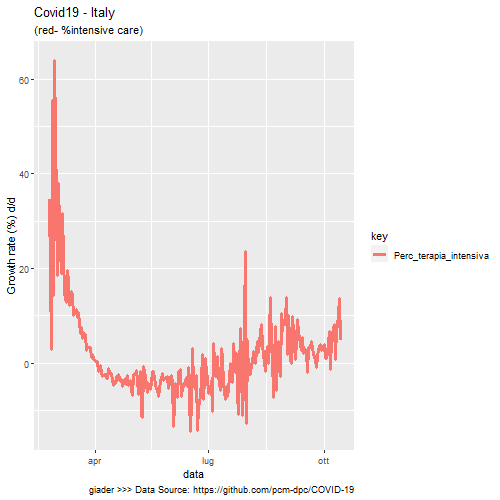 Covid19 - Italy
(red- %intensive care)
Growth rate (%) d/d
60
40
20
0
apr
lug
ott
data
key
Perc_terapia_intensiva
giader >>> Data Source: https://github.com/pcm-dpc/COVID-19